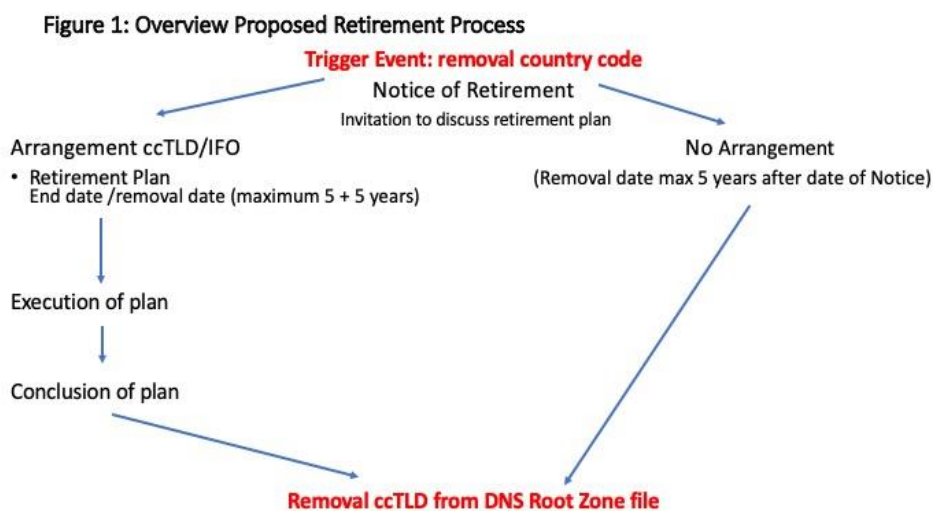 Figure 1: Overview Proposed Retirement Process
Trigger Event: removal country code
Notice of Retirement
Invitation to discuss retirement plan
Arrangement ccTLD/IFO
• Retirement Plan
End date /removal date (maximum 5 + 5 years)
No Arrangement
(Removal date max 5 years after date of Notice)
Execution of plan
Conclusion of plan
Removal ccTLD from DNS Root Zone file